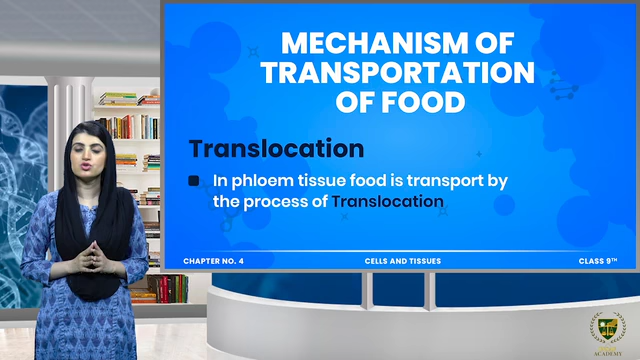 MECHANISM OF
TRANSPORTATION
OF FOOD
Translocation
In phloem tissue food is transport by
the process of Translocation
CHAPTER NO. 4
CELLS AND TISSUES
CLASS 9TH
ACADEMY